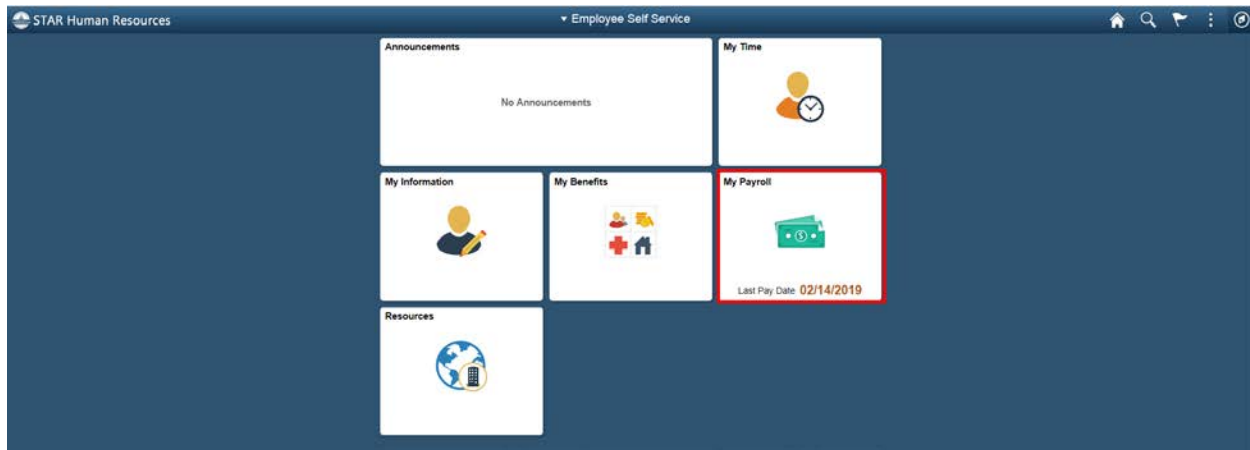 STAR Human Resources
Employee Self Service
Announcements
No Announcements
My Time
My Information
My Benefits
My Payroll
Last Pay Date 02/14/2019
Resources